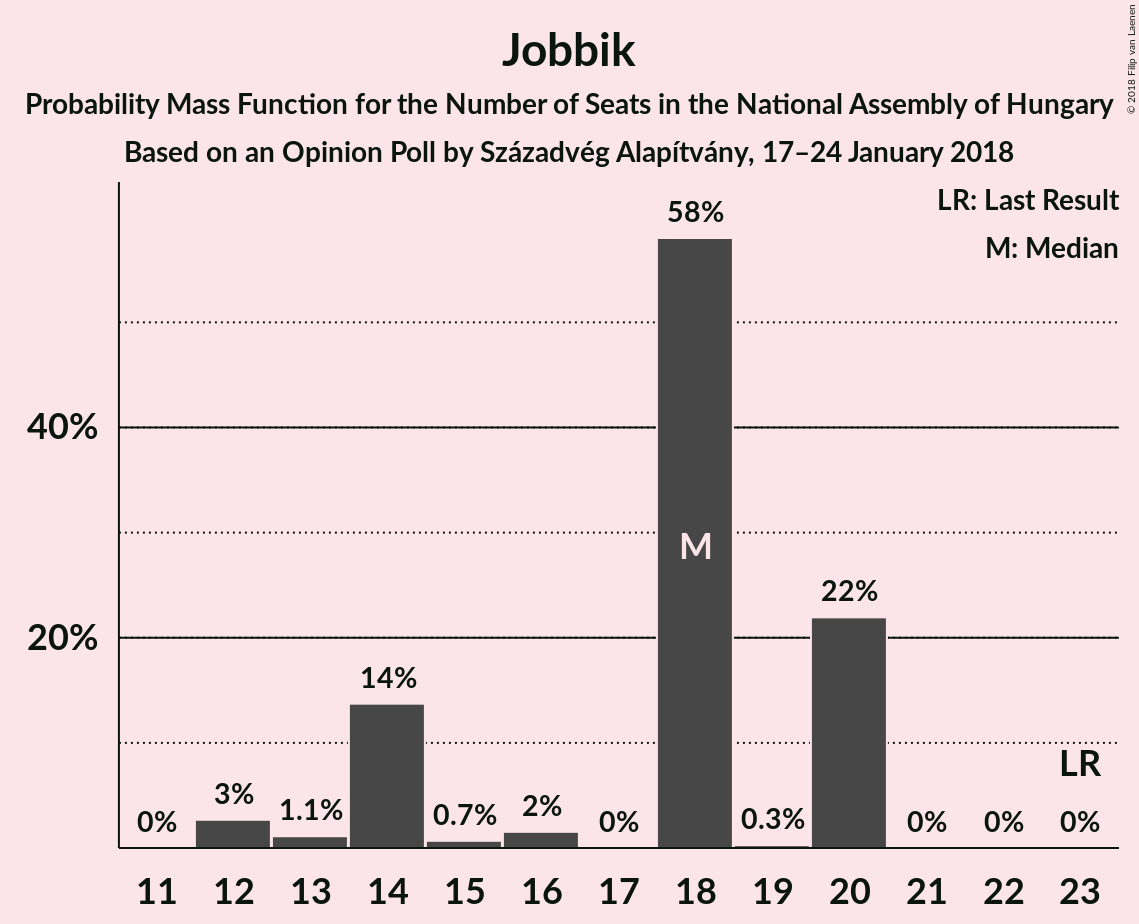 Jobbik
Probability Mass Function for the Number of Seats in the National Assembly of Hungary
Based on an Opinion Poll by Századvég Alapítvány, 17–24 January 2018
© 2018 Filip van Laenen
LR: Last Result
M: Median
40%
20%
0%
3%
1.1%
14%
0.7%
2%
0%
58%
M
0.3%
22%
0%
0%
LR
0%
11 12 13 14 15 16 17 18 19 20 21 22 23